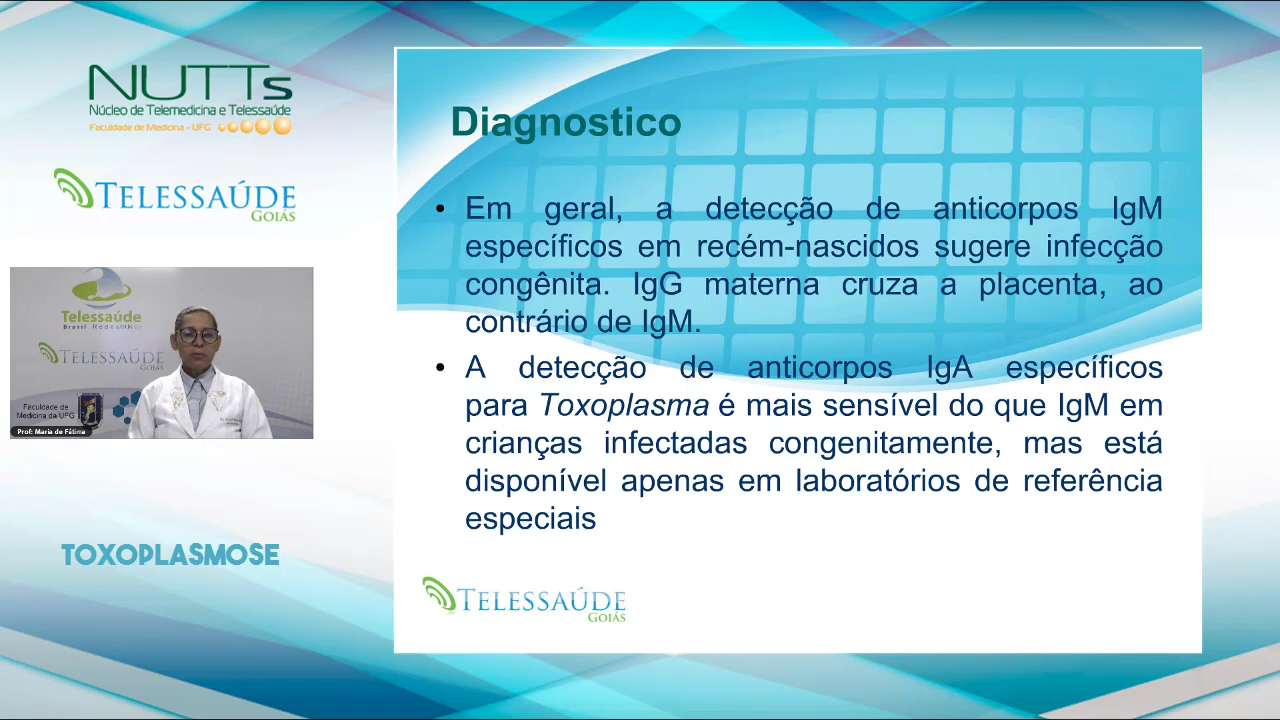 NUTTs
Núcleo de Telemedicina e Telessaúde
Faculdade de Medicina - UFG
TELESSAÚDE
GOIÁS
Telessaúde
TELESSAÚDE
GOIÁS
Faculdade de
Medicina da UFG
Prof: Maria de Fátima
TOXOPLASMOSE
Diagnostico
• Em geral, a detecção de anticorpos IgM
específicos em recém-nascidos sugere infecção
congênita. IgG materna cruza a placenta, ao
contrário de IgM.
• A detecção de anticorpos IgA específicos
para Toxoplasma é mais sensível do que IgM em
crianças infectadas congenitamente, mas está
disponível apenas em laboratórios de referência
especiais
TELESSAÚDE
GOIÁS